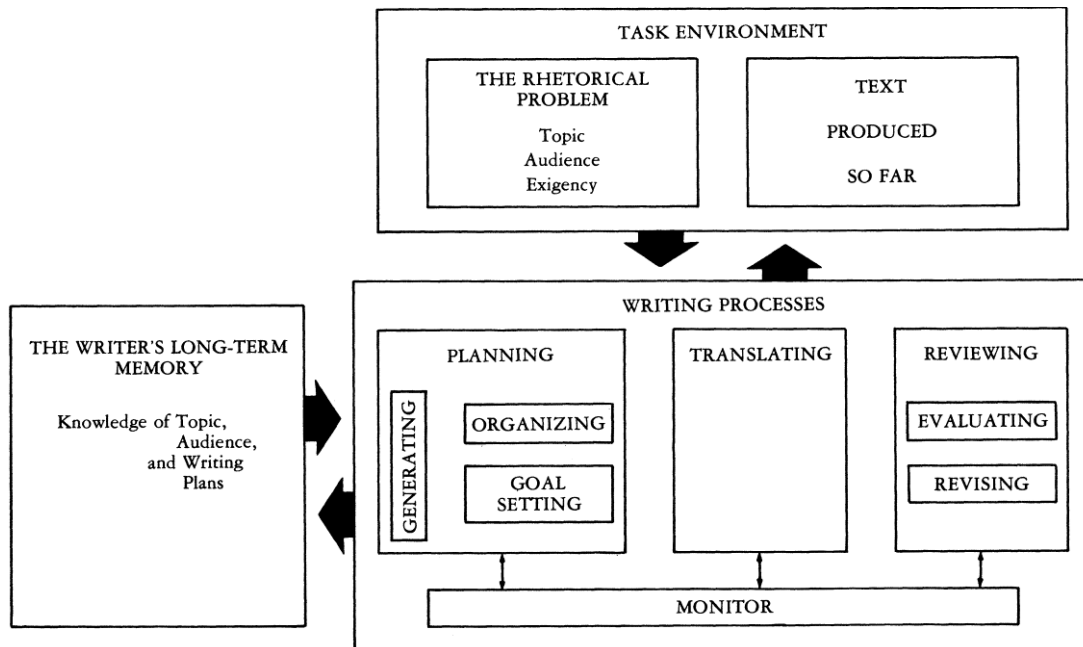 TASK ENVIRONMENT
THE RHETORICAL
PROBLEM
Topic
Audience
Exigency
TEXT
PRODUCED
SO FAR
THE WRITER'S LONG-TERM
MEMORY
Knowledge of Topic,
Audience,
and Writing
Plans
WRITING PROCESSES
PLANNING
GENERATING
ORGANIZING
GOAL
SETTING
TRANSLATING
REVIEWING
EVALUATING
REVISING
MONITOR